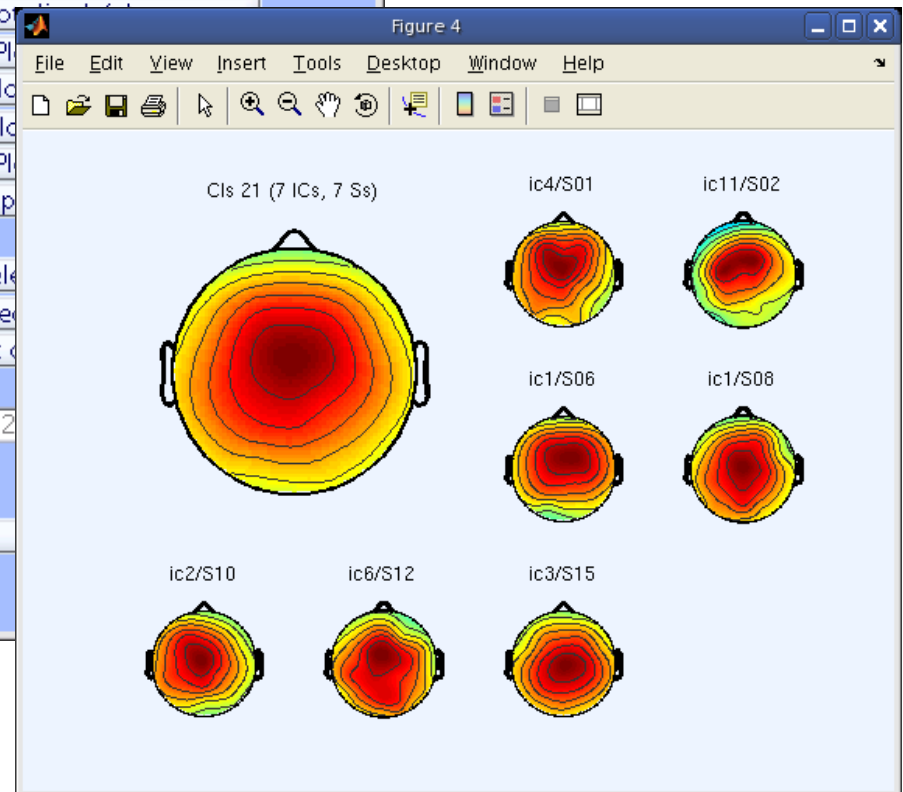 Figure 4
File Edit View Insert Tools Desktop Window Help
Cls 21 (7 ICs, 7 Ss)
ic4/S01
ic11/S02
ic1/S06
ic1/S08
ic2/S10
ic6/S12
ic3/S15